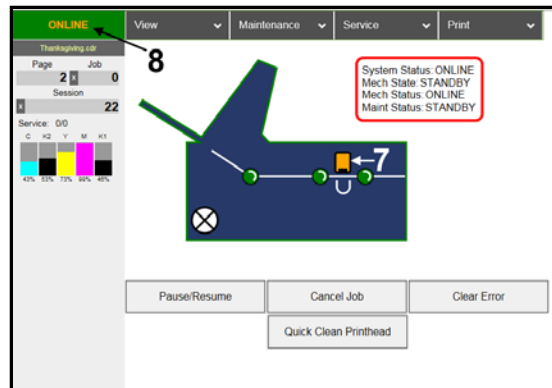 ONLINE
View
Maintenance
Service
Print
Thanksgiving.cdr
Page Job
2 x 0
Session
x 22
Service: 0/0
C K2 Y M K1
43% 53% 73% 99% 46%
8
System Status: ONLINE
Mech State: STANDBY
Mech Status: ONLINE
Maint Status: STANDBY
7
Pause/Resume
Cancel Job
Clear Error
Quick Clean Printhead